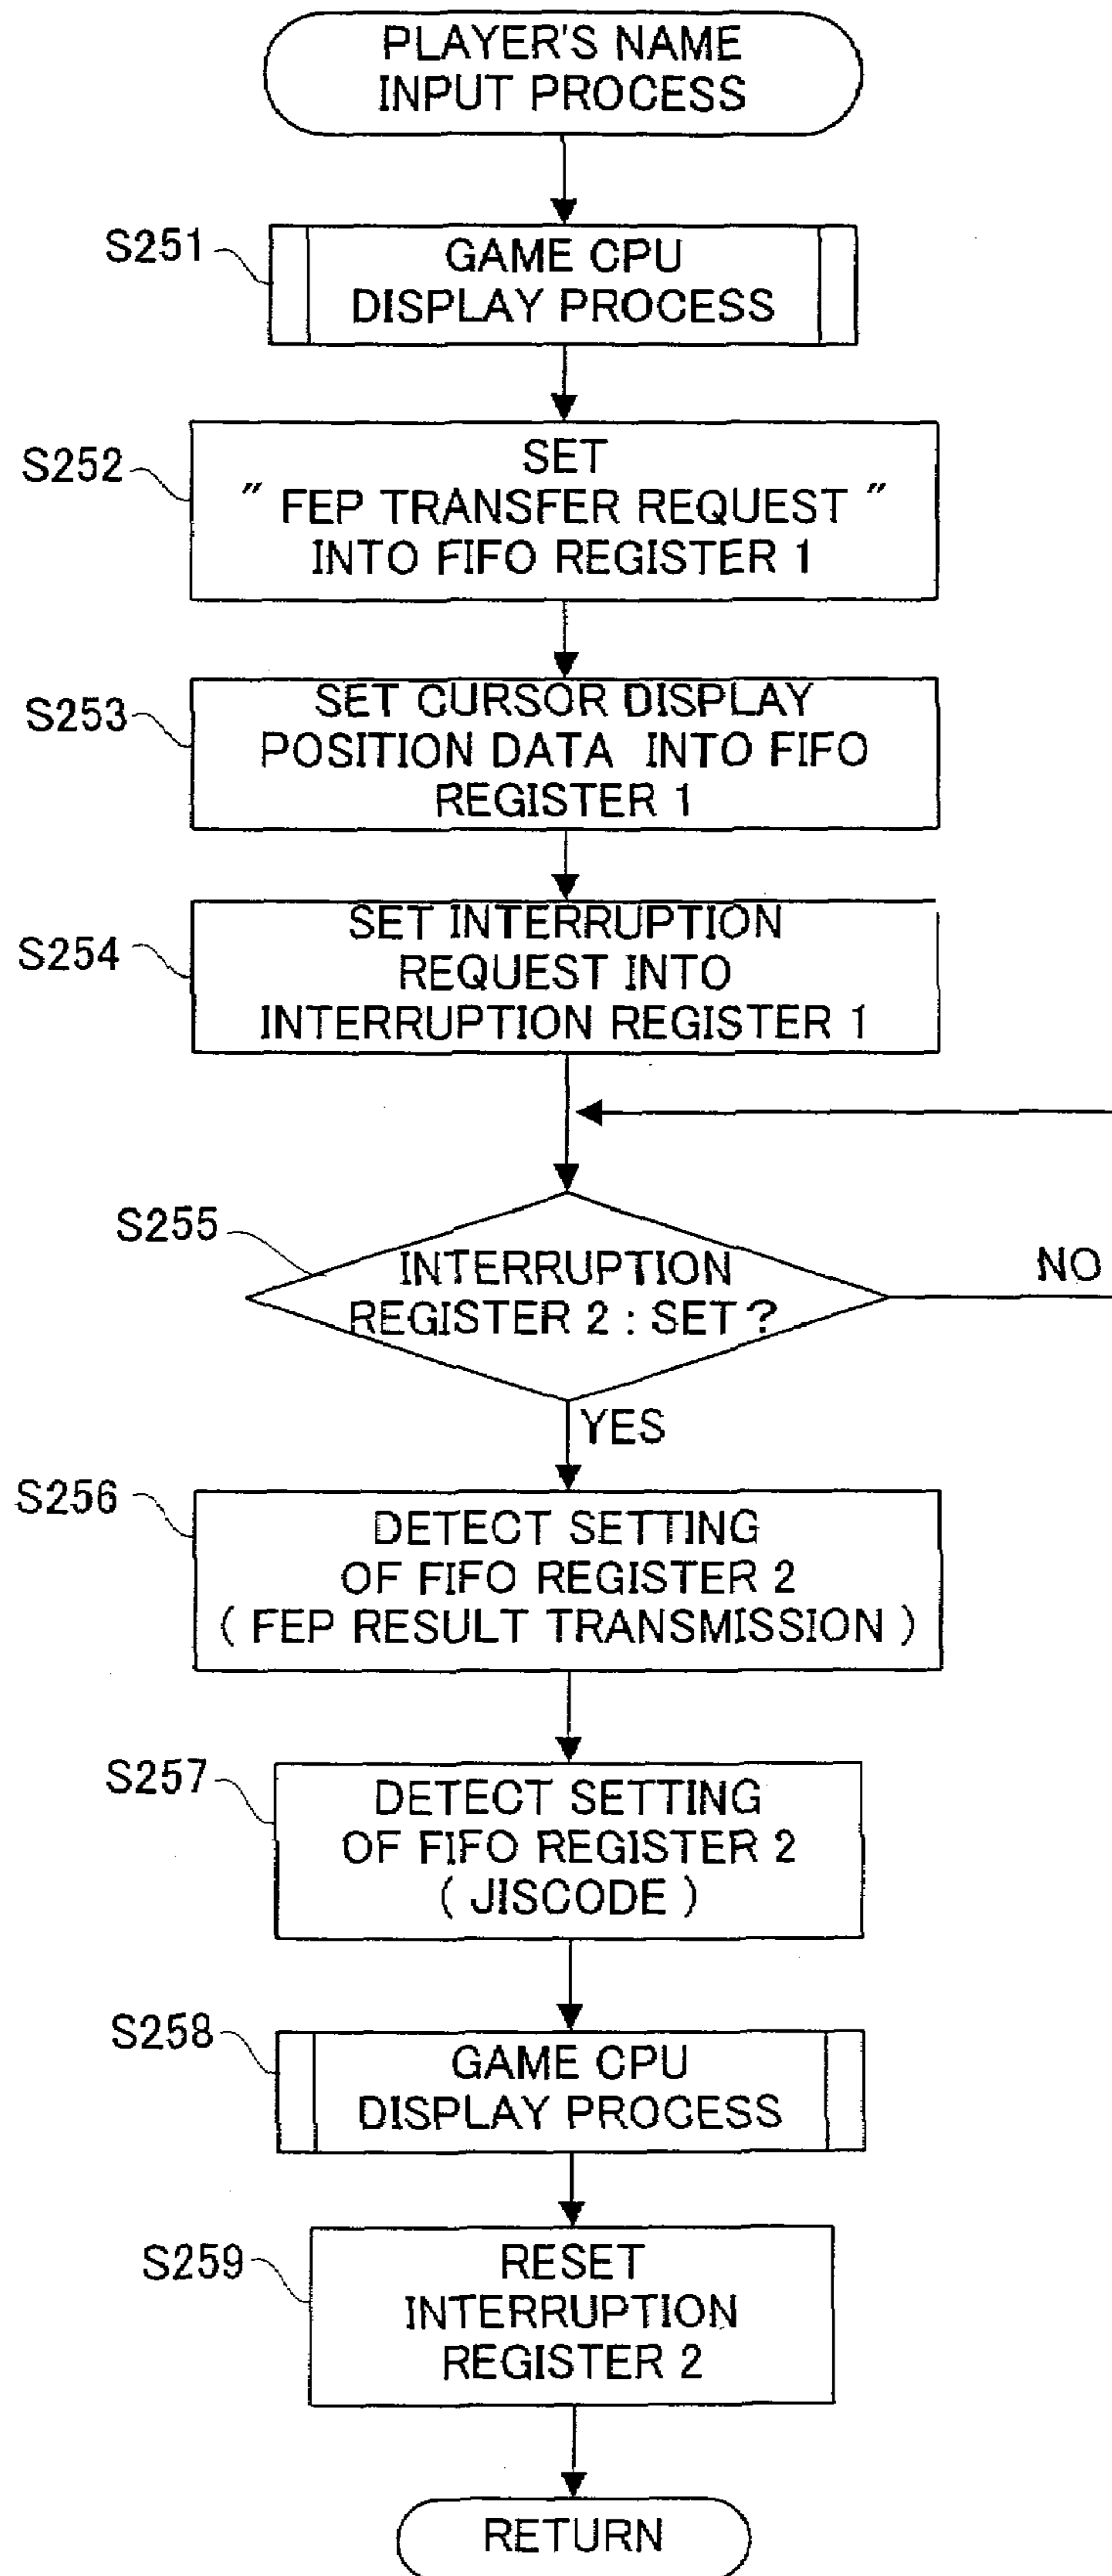 PLAYER'S NAME
INPUT PROCESS
S251
GAME CPU
DISPLAY PROCESS
S252
SET
" FEP TRANSFER REQUEST "
INTO FIFO REGISTER 1
S253
SET CURSOR DISPLAY
POSITION DATA INTO FIFO
REGISTER 1
S254
SET INTERRUPTION
REQUEST INTO
INTERRUPTION REGISTER 1
S255
INTERRUPTION
REGISTER 2 : SET ?
NO
YES
S256
DETECT SETTING
OF FIFO REGISTER 2
( FEP RESULT TRANSMISSION )
S257
DETECT SETTING
OF FIFO REGISTER 2
( JISCODE )
S258
GAME CPU
DISPLAY PROCESS
S259
RESET
INTERRUPTION
REGISTER 2
RETURN